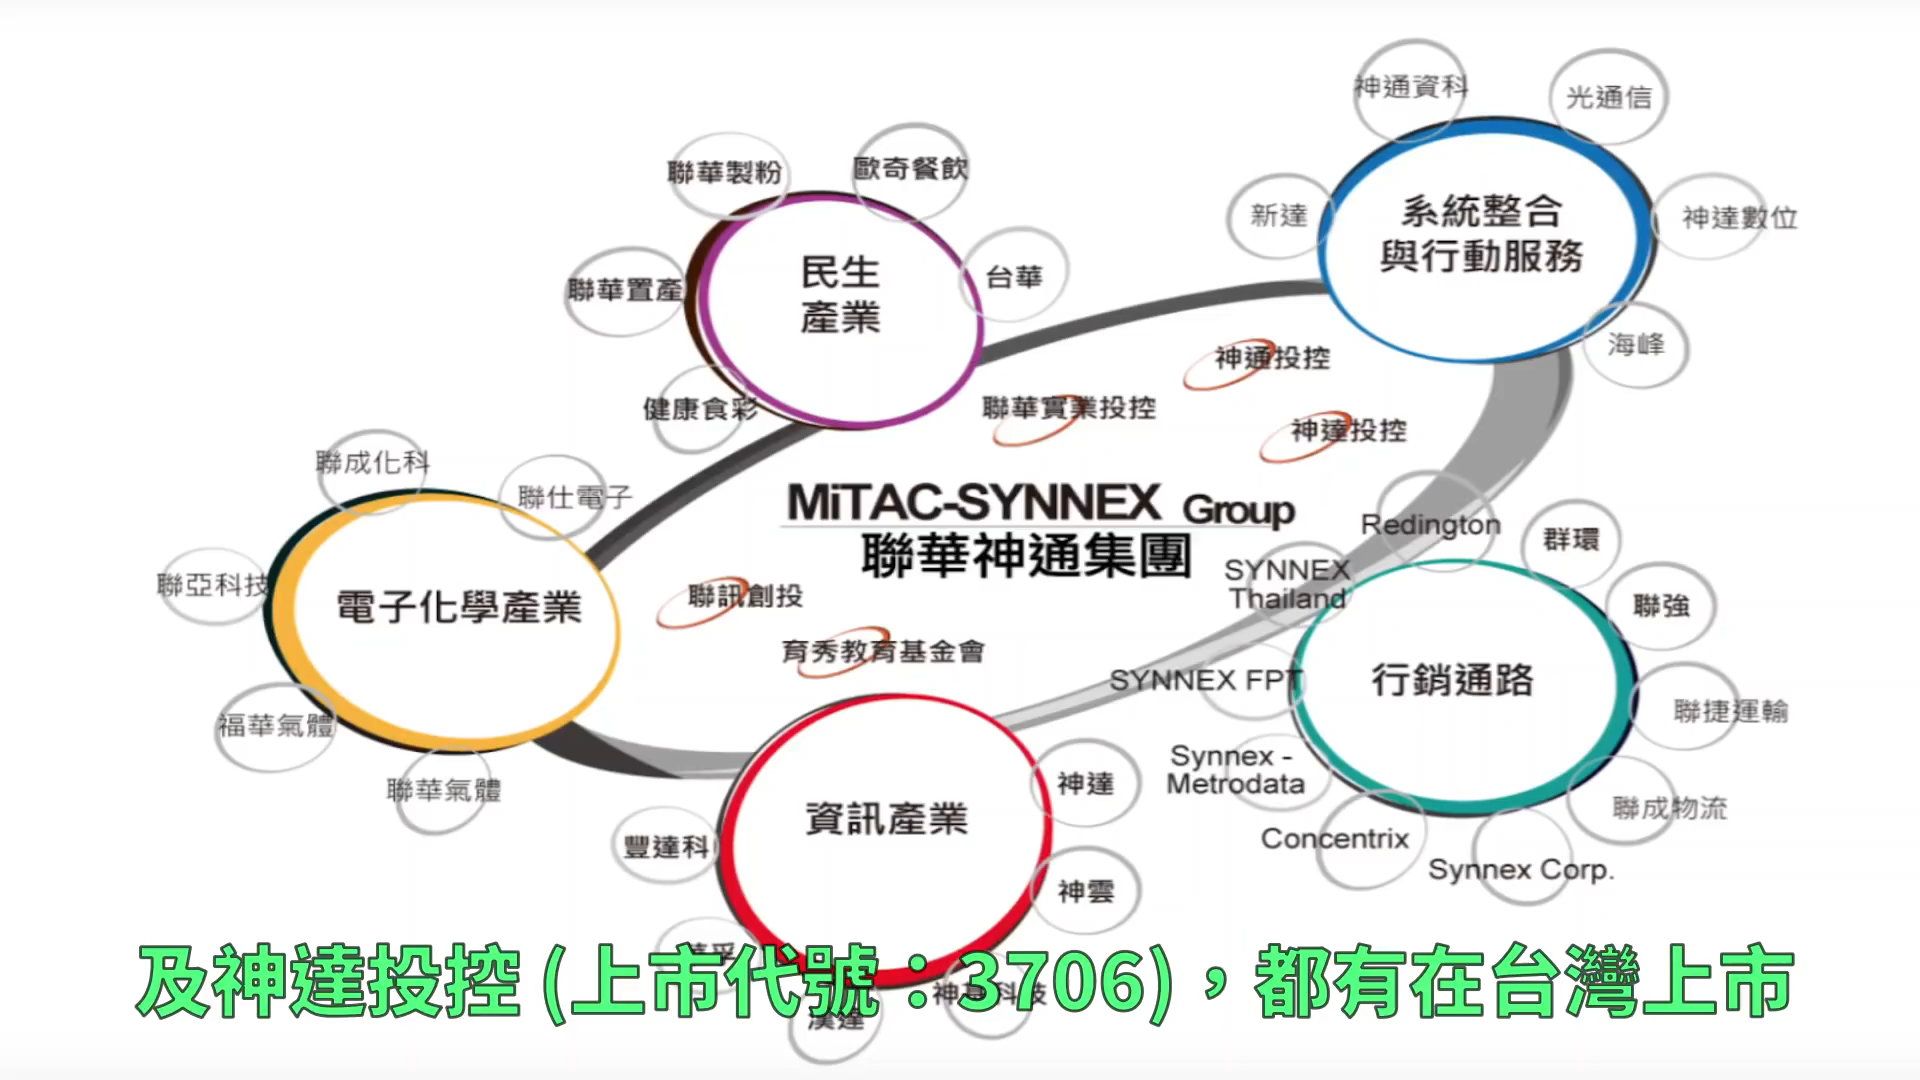 神通資科
光通信
新達
系統整合
與行動服務
神達數位
海峰
聯華製粉
歐奇餐飲
聯華置產
民生
產業
台華
健康食彩
神通投控
聯華實業投控
神達投控
MiTAC-SYNNEX Group
聯華神通集團
聯訊創投
育秀教育基金會
聯成化科
聯仕電子
聯亞科技
電子化學產業
福華氣體
聯華氣體
Redington
群環
SYNNEX
Thailand
聯強
SYNNEX FPT
行銷通路
聯捷運輸
Synnex -
Metrodata
聯成物流
Concentrix
Synnex Corp.
資訊產業
神達
豐達科
神雲
漢達
及神達投控 (上市代號：3706)，都有在台灣上市